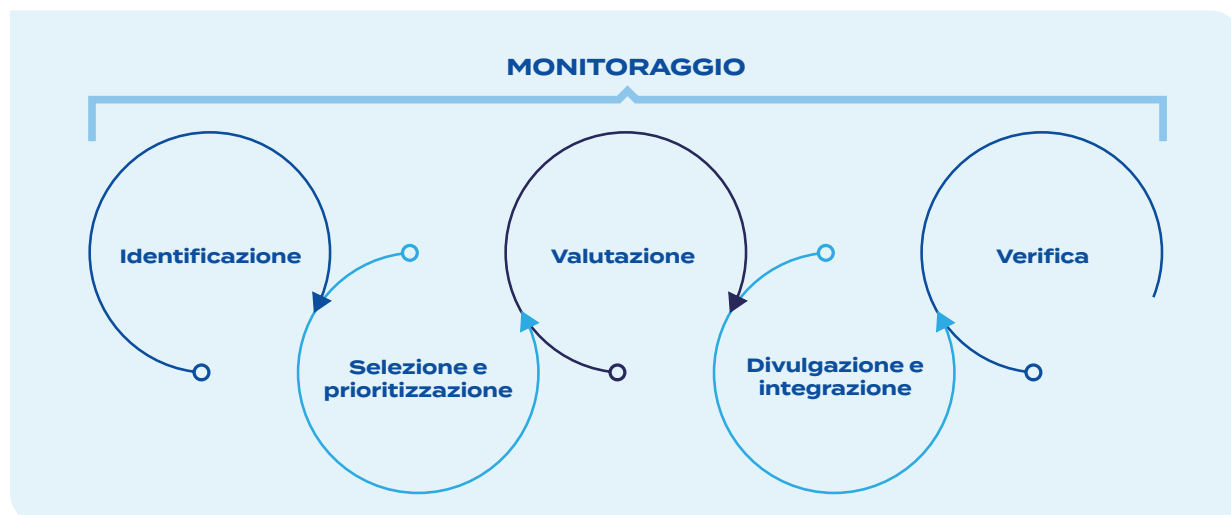 MONITORAGGIO
Identificazione
Selezione e
prioritizzazione
Valutazione
Divulgazione e
integrazione
Verifica